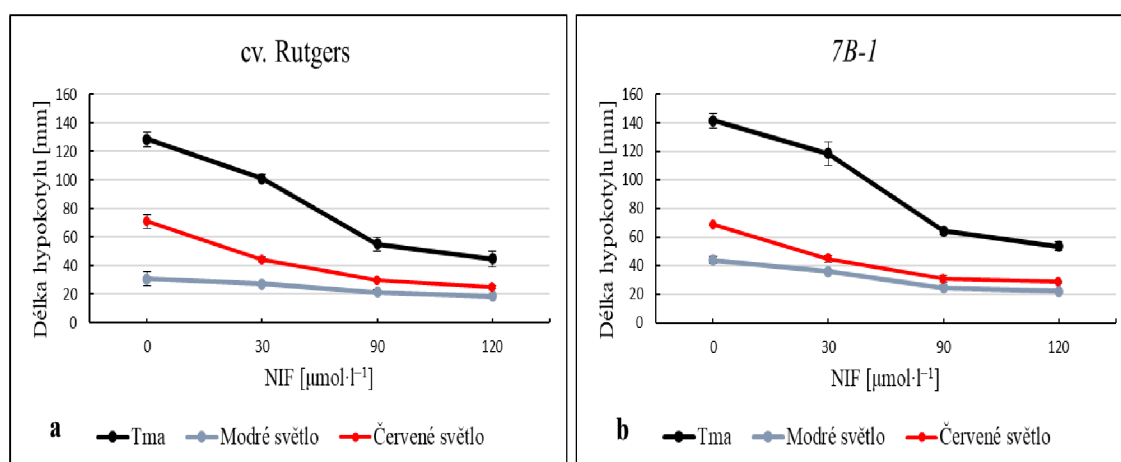 cv. Rutgers
Délka hypokotylu [mm]
160
140
120
100
80
60
40
20
0
0 30 90 120
NIF [μmol·l⁻¹]
a Tma Modré světlo Červené světlo
7B-1
Délka hypokotylu [mm]
160
140
120
100
80
60
40
20
0
0 30 90 120
NIF [μmol·l⁻¹]
b Tma Modré světlo Červené světlo